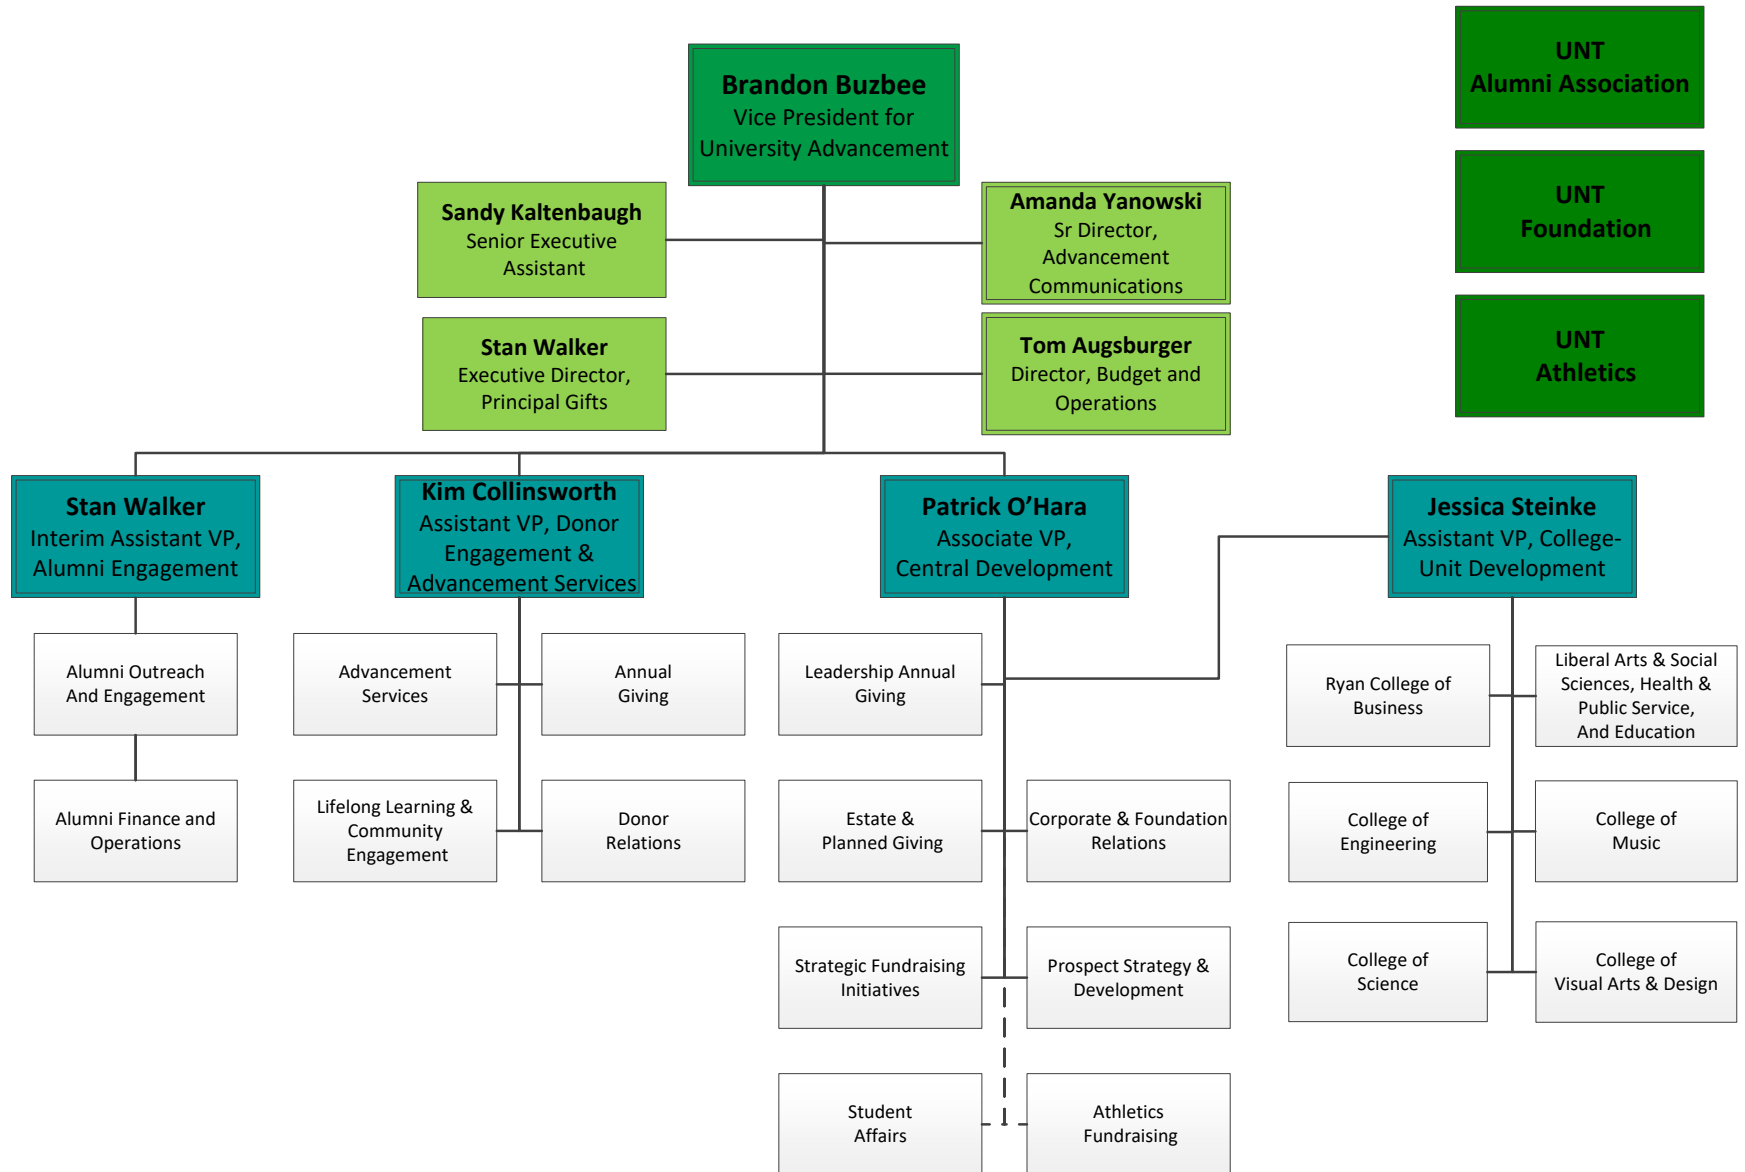 Brandon Buzbee
Vice President for
University Advancement
UNT
Alumni Association
UNT
Foundation
UNT
Athletics
Sandy Kaltenbaugh
Senior Executive
Assistant
Amanda Yanowski
Sr Director,
Advancement
Communications
Stan Walker
Executive Director,
Principal Gifts
Tom Augsburger
Director, Budget and
Operations
Stan Walker
Interim Assistant VP,
Alumni Engagement
Kim Collinsworth
Assistant VP, Donor
Engagement &
Advancement Services
Patrick O’Hara
Associate VP,
Central Development
Jessica Steinke
Assistant VP, College-
Unit Development
Alumni Outreach
And Engagement
Advancement
Services
Annual
Giving
Leadership Annual
Giving
Ryan College of
Business
Liberal Arts & Social
Sciences, Health &
Public Service,
And Education
Alumni Finance and
Operations
Lifelong Learning &
Community
Engagement
Donor
Relations
Estate &
Planned Giving
Corporate & Foundation
Relations
College of
Engineering
College of
Music
Strategic Fundraising
Initiatives
Prospect Strategy &
Development
College of
Science
College of
Visual Arts & Design
Student
Affairs
Athletics
Fundraising